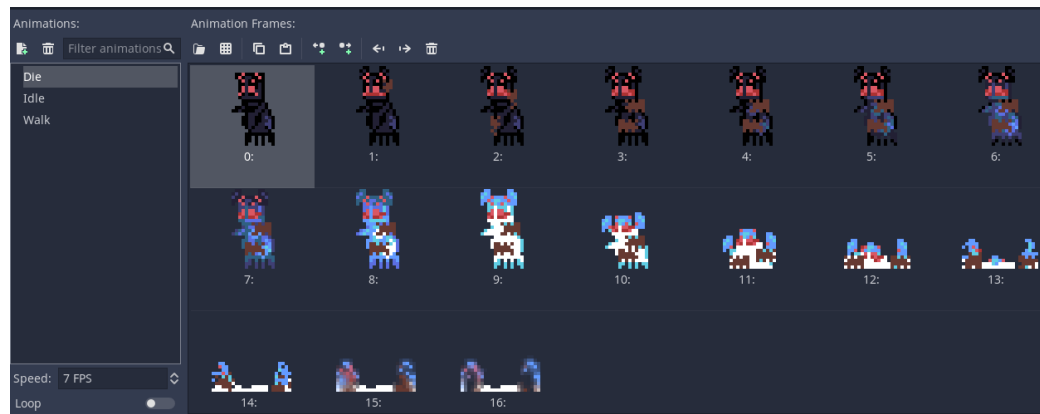 Animations:
Animation Frames:
Filter animations
Die
Idle
Walk
0:
1:
2:
3:
4:
5:
6:
7:
8:
9:
10:
11:
12:
13:
14:
15:
16:
Speed:
7 FPS
Loop